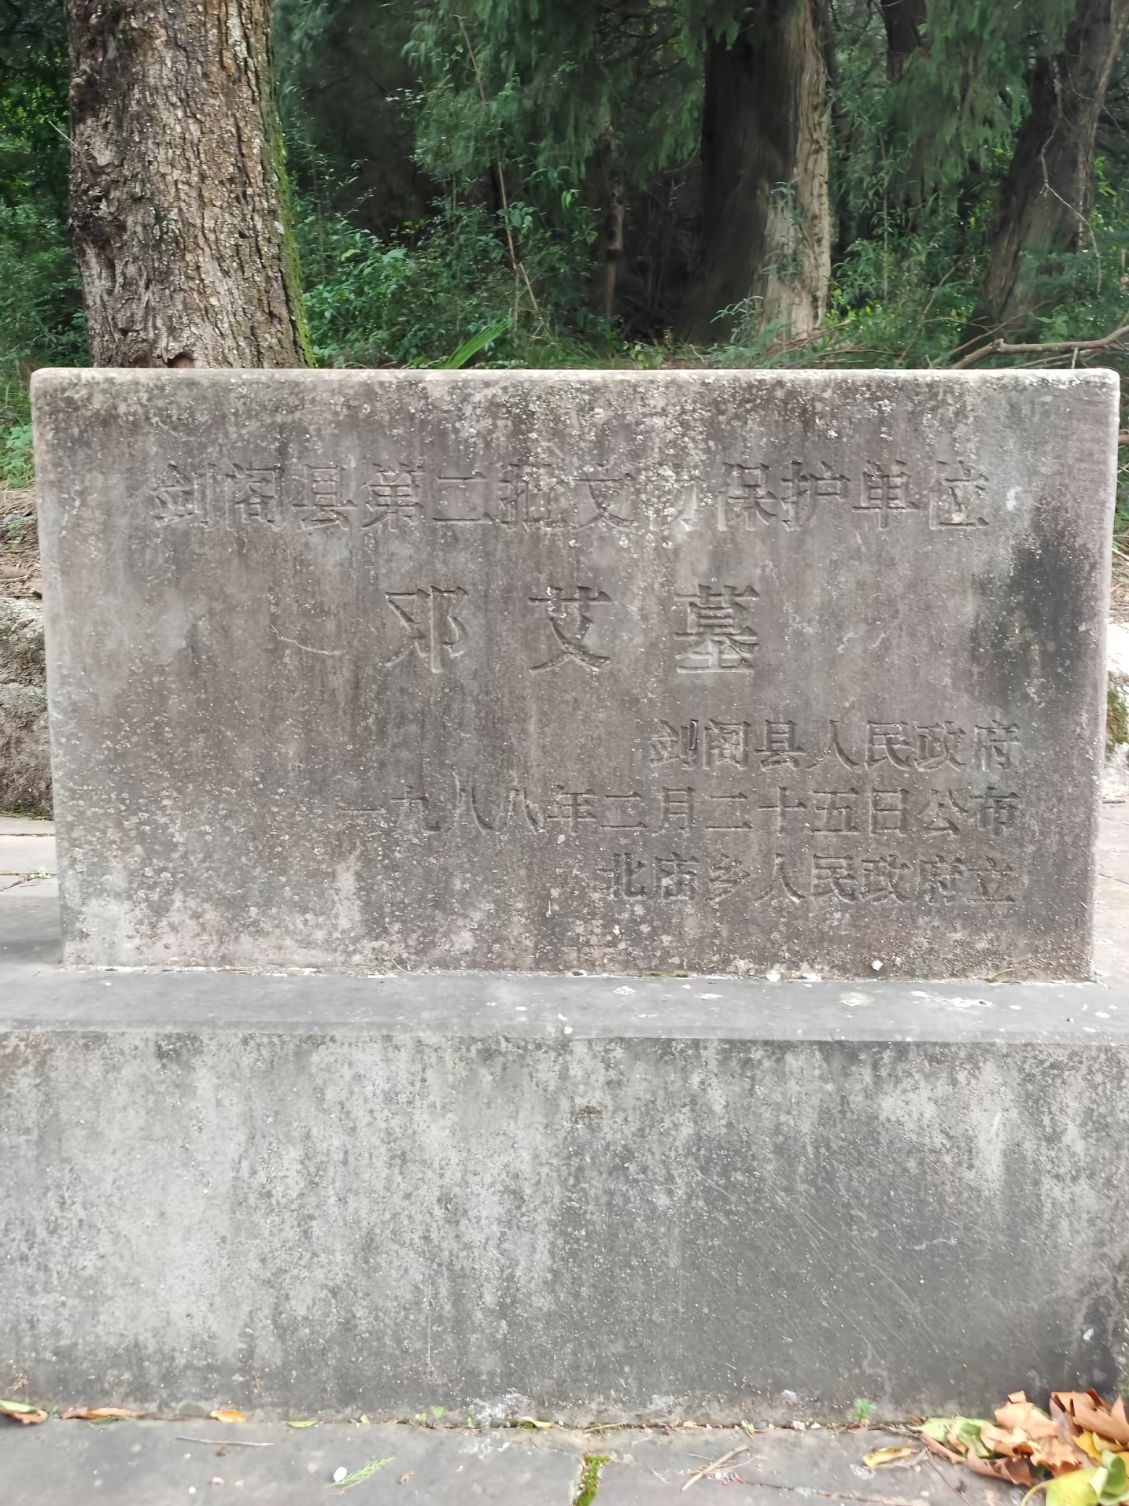 剑阁县第二批文物保护单位
邓艾墓
剑阁县人民政府
一九八八年二月二十五日公布
北庙乡人民政府立